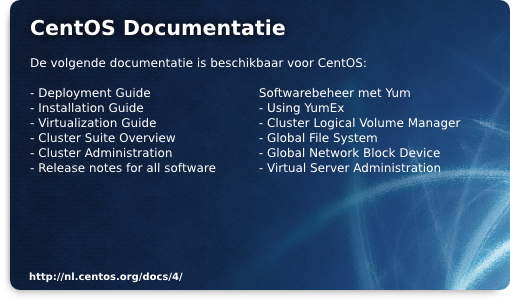 CentOS Documentatie
De volgende documentatie is beschikbaar voor CentOS:
- Deployment Guide
- Installation Guide
- Virtualization Guide
- Cluster Suite Overview
- Cluster Administration
- Release notes for all software
Softwarebeheer met Yum
- Using YumEx
- Cluster Logical Volume Manager
- Global File System
- Global Network Block Device
- Virtual Server Administration
http://nl.centos.org/docs/4/